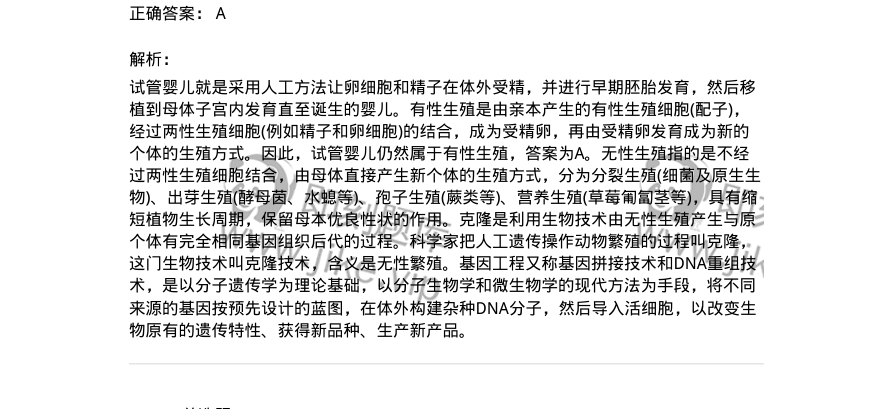 正确答案： A
解析：
试管婴儿就是采用人工方法让卵细胞和精子在体外受精，并进行早期胚胎发育，然后移
植到母体子宫内发育直至诞生的婴儿。有性生殖是由亲本产生的有性生殖细胞(配子)，
经过两性生殖细胞(例如精子和卵细胞)的结合，成为受精卵，再由受精卵发育成为新的
个体的生殖方式。因此，试管婴儿仍然属于有性生殖，答案为A。无性生殖指的是不经
过两性生殖细胞结合，由母体直接产生新个体的生殖方式，分为分裂生殖(细菌及原生生
物)、出芽生殖(酵母菌、水螅等)、孢子生殖(蕨类等)、营养生殖(草莓匍匐茎等)，具有缩
短植物生长周期，保留母本优良性状的作用。克隆是利用生物技术由无性生殖产生与原
个体有完全相同基因组织后代的过程。科学家把人工遗传操作动物繁殖的过程叫克隆，
这门生物技术叫克隆技术，含义是无性繁殖。基因工程又称基因拼接技术和DNA重组技
术，是以分子遗传学为理论基础，以分子生物学和微生物学的现代方法为手段，将不同
来源的基因按预先设计的蓝图，在体外构建杂种DNA分子，然后导入活细胞，以改变生
物原有的遗传特性、获得新品种、生产新产品。